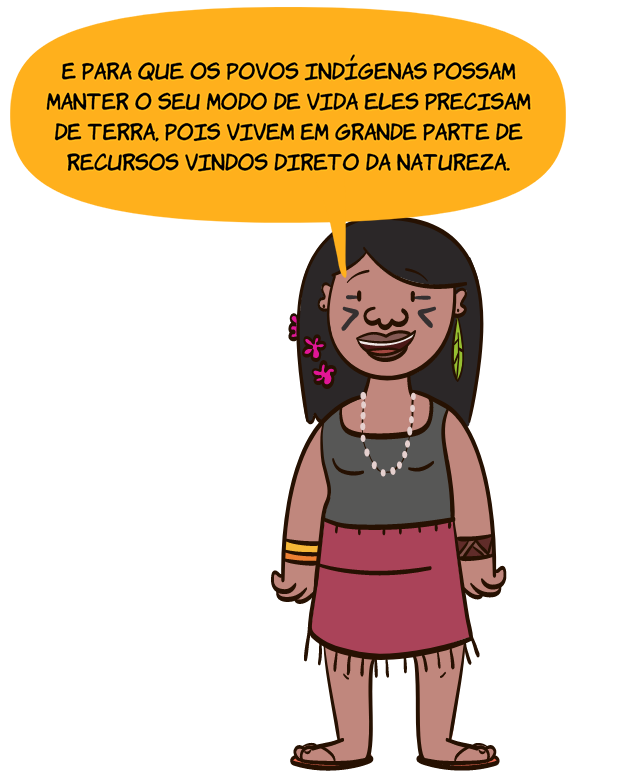 E PARA QUE OS POVOS INDÍGENAS POSSAM
MANTER O SEU MODO DE VIDA ELES PRECISAM
DE TERRA, POIS VIVEM EM GRANDE PARTE DE
RECURSOS VINDOS DIRETO DA NATUREZA.